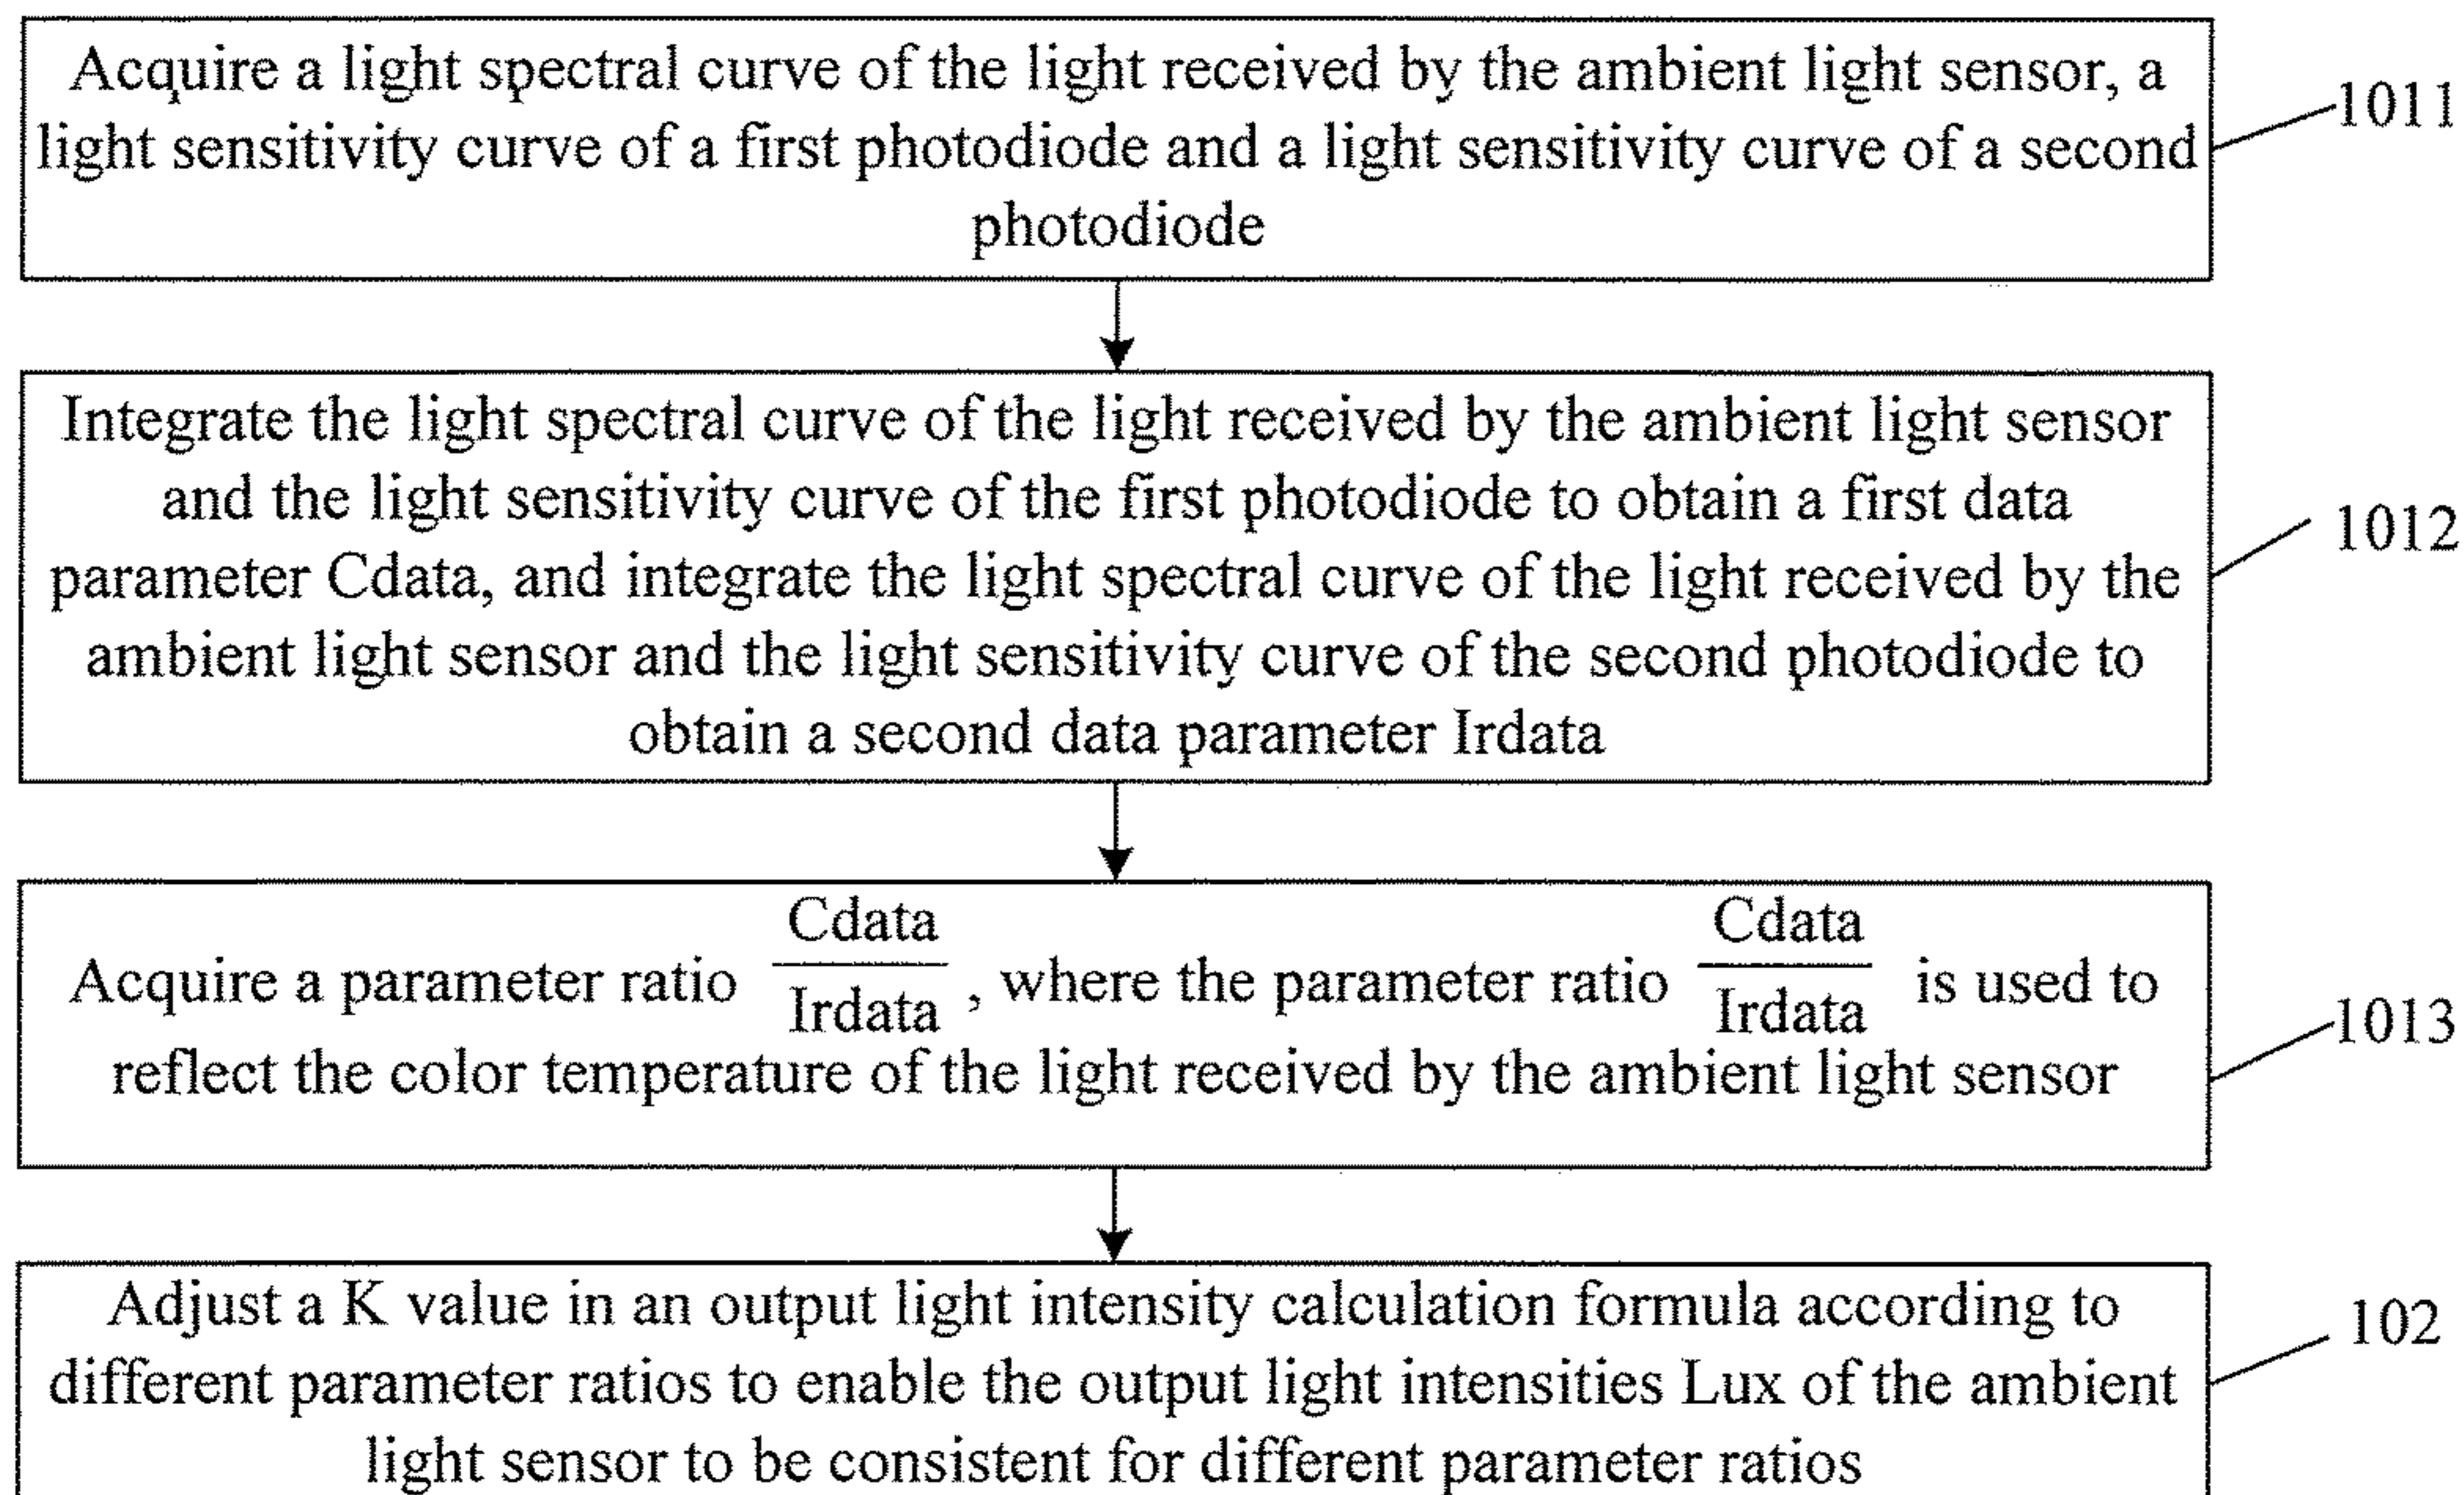 Acquire a light spectral curve of the light received by the ambient light sensor, a
light sensitivity curve of a first photodiode and a light sensitivity curve of a second
photodiode
1011
Integrate the light spectral curve of the light received by the ambient light sensor
and the light sensitivity curve of the first photodiode to obtain a first data
parameter Cdata, and integrate the light spectral curve of the light received by the
ambient light sensor and the light sensitivity curve of the second photodiode to
obtain a second data parameter Irdata
1012
Acquire a parameter ratio Cdata/Irdata, where the parameter ratio Cdata/Irdata is used to
reflect the color temperature of the light received by the ambient light sensor
1013
Adjust a K value in an output light intensity calculation formula according to
different parameter ratios to enable the output light intensities Lux of the ambient
light sensor to be consistent for different parameter ratios
102